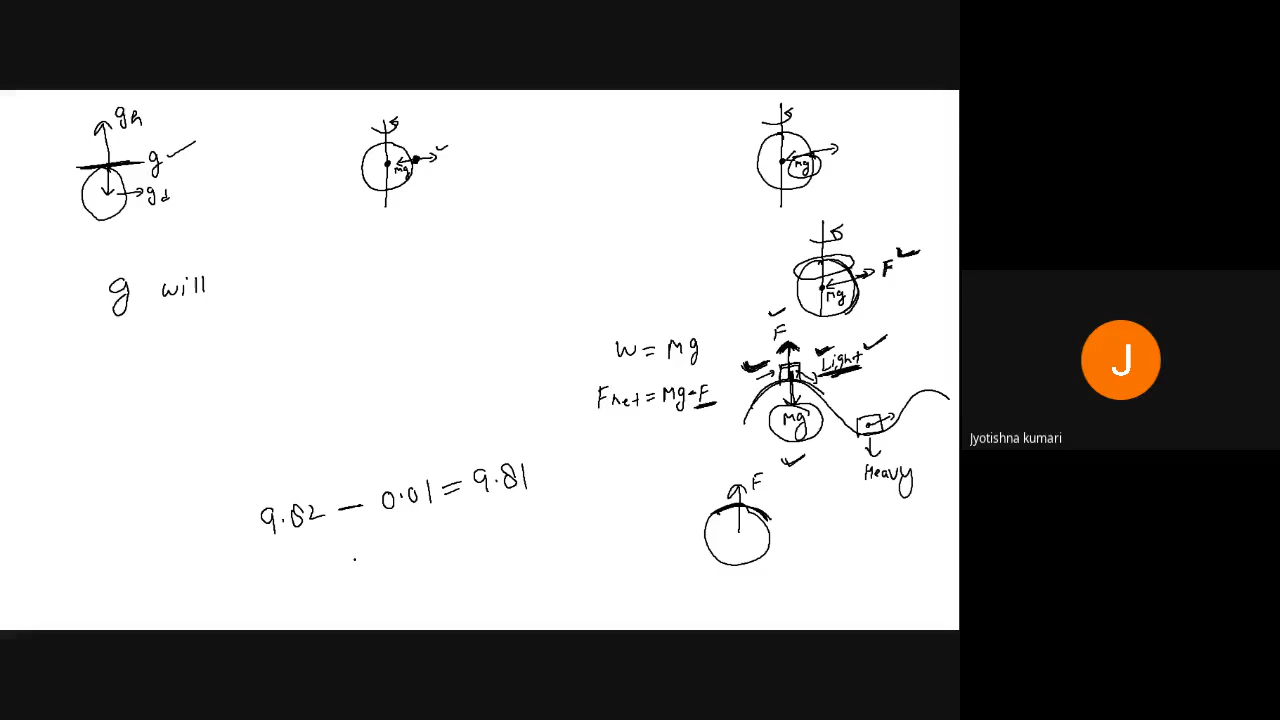 gh
g
gd
Mg
Mg
F
Mg
g will
F
W = Mg
Light
Fnet = Mg - F
Mg
Heavy
9.82 - 0.01 = 9.81
F
J
Jyotishna kumari